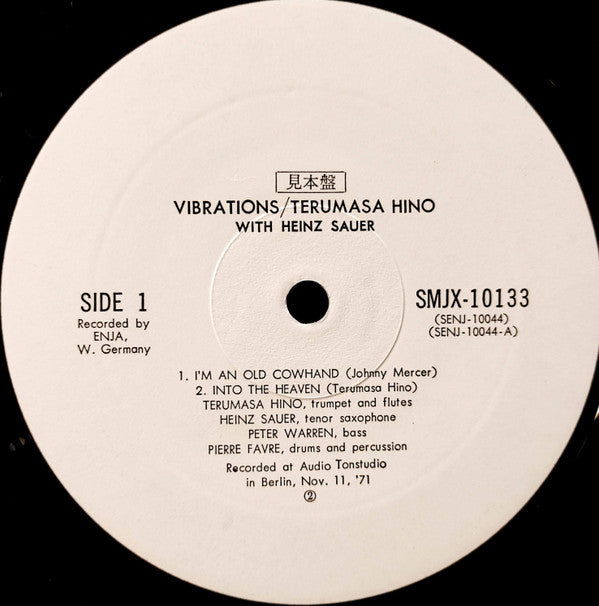 見本盤
VIBRATIONS/TERUMASA HINO
WITH HEINZ SAUER
SIDE 1
Recorded by
ENJA,
W. Germany
SMJX-10133
(SENJ-10044)
(SENJ-10044-A)
1. I'M AN OLD COWHAND (Johnny Mercer)
2. INTO THE HEAVEN (Terumasa Hino)
TERUMASA HINO, trumpet and flutes
HEINZ SAUER, tenor saxophone
PETER WARREN, bass
PIERRE FAVRE, drums and percussion
Recorded at Audio Tonstudio
in Berlin, Nov. 11, '71
②